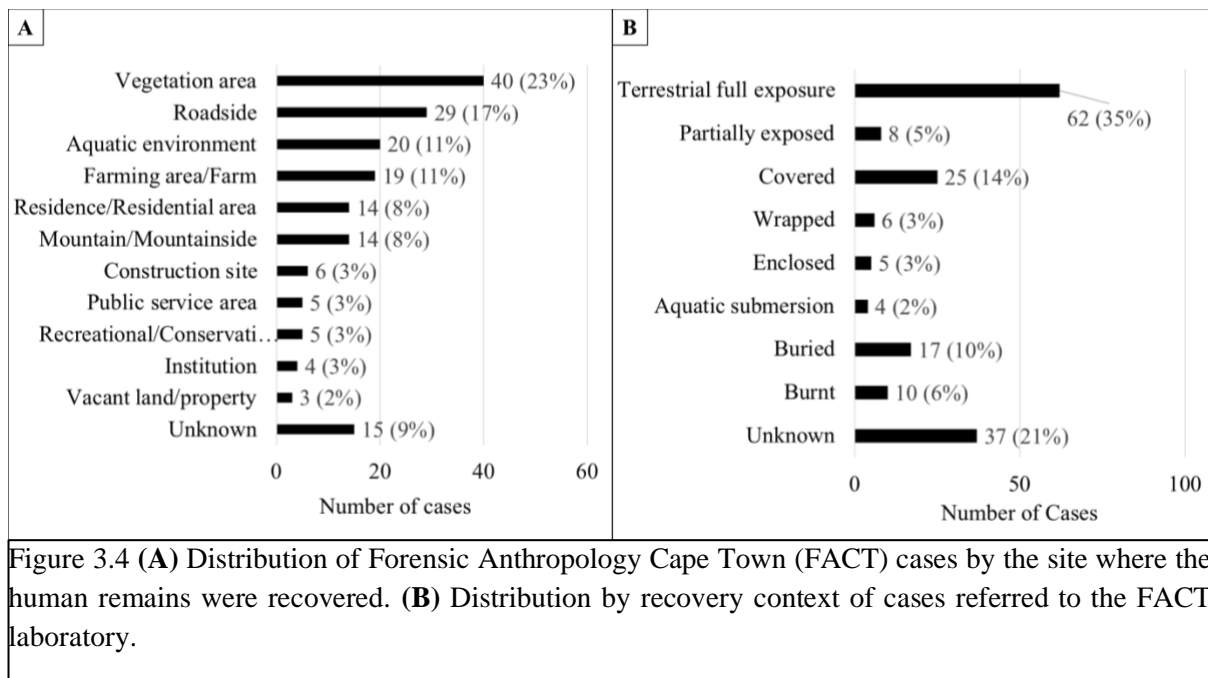 A
Vegetation area 40 (23%)
Roadside 29 (17%)
Aquatic environment 20 (11%)
Farming area/Farm 19 (11%)
Residence/Residential area 14 (8%)
Mountain/Mountainside 14 (8%)
Construction site 6 (3%)
Public service area 5 (3%)
Recreational/Conservati… 5 (3%)
Institution 4 (3%)
Vacant land/property 3 (2%)
Unknown 15 (9%)
0 20 40 60
Number of cases
B
Terrestrial full exposure 62 (35%)
Partially exposed 8 (5%)
Covered 25 (14%)
Wrapped 6 (3%)
Enclosed 5 (3%)
Aquatic submersion 4 (2%)
Buried 17 (10%)
Burnt 10 (6%)
Unknown 37 (21%)
0 50 100
Number of Cases
Figure 3.4 (A) Distribution of Forensic Anthropology Cape Town (FACT) cases by the site where the
human remains were recovered. (B) Distribution by recovery context of cases referred to the FACT
laboratory.